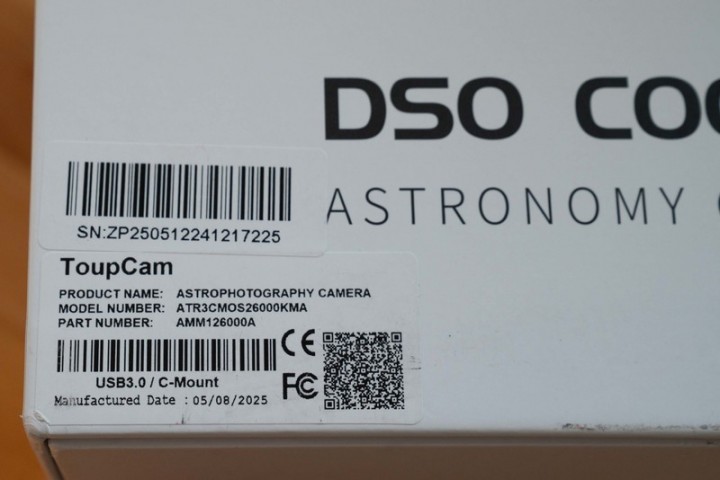 DSO COO
ASTRONOMY
SN:ZP250512241217225
ToupCam
PRODUCT NAME: ASTROPHOTOGRAPHY CAMERA
MODEL NUMBER: ATR3CMOS26000KMA
PART NUMBER: AMM126000A
CE
FC
USB3.0 / C-Mount
Manufactured Date : 05/08/2025